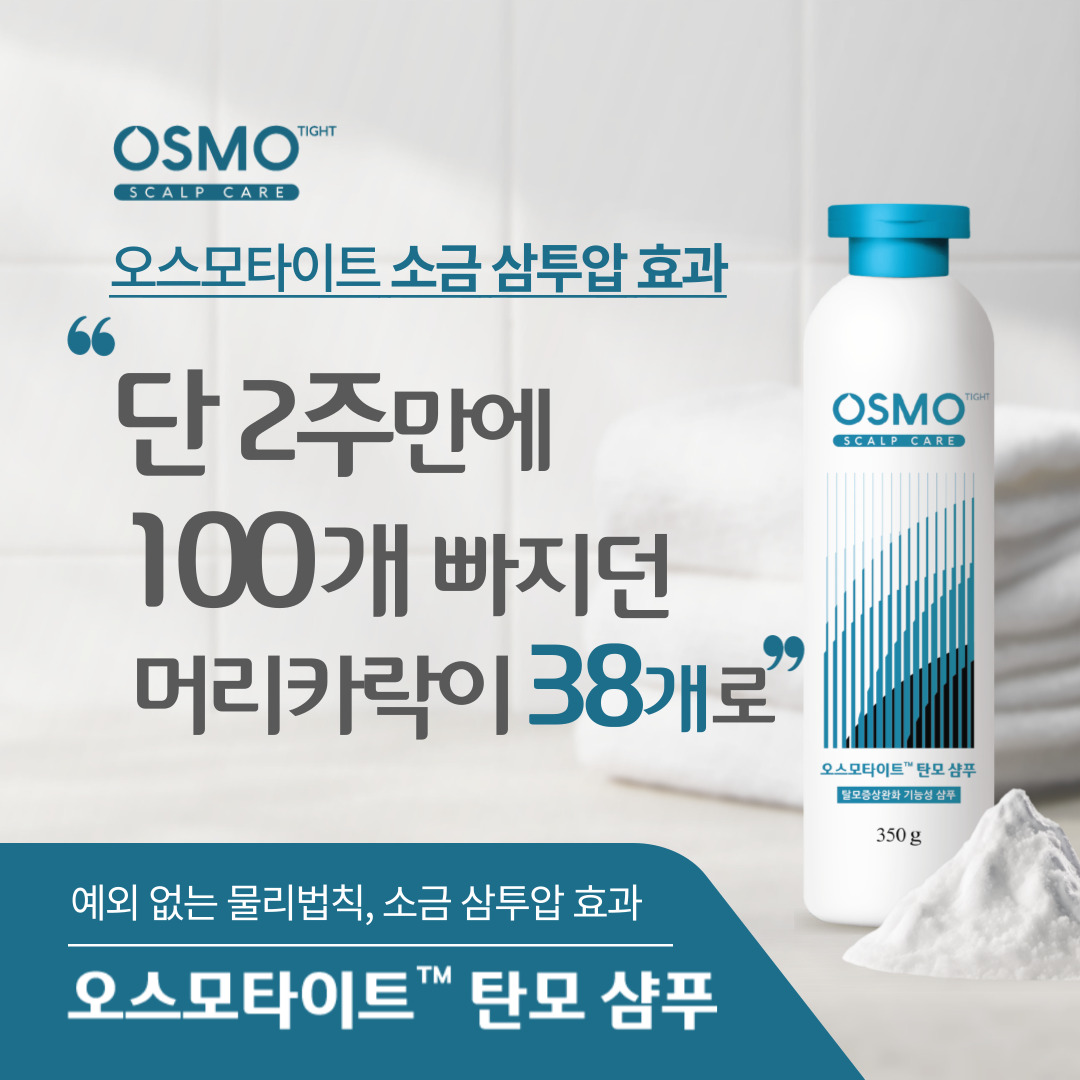 OSMO TIGHT
SCALP CARE
오스모타이트 소금 삼투압 효과
“단 2주만에
100개 빠지던
머리카락이 38개로”
OSMO TIGHT
SCALP CARE
오스모타이트™ 탄모 샴푸
탈모증상완화 기능성 샴푸
350 g
예외 없는 물리법칙, 소금 삼투압 효과
오스모타이트™ 탄모 샴푸